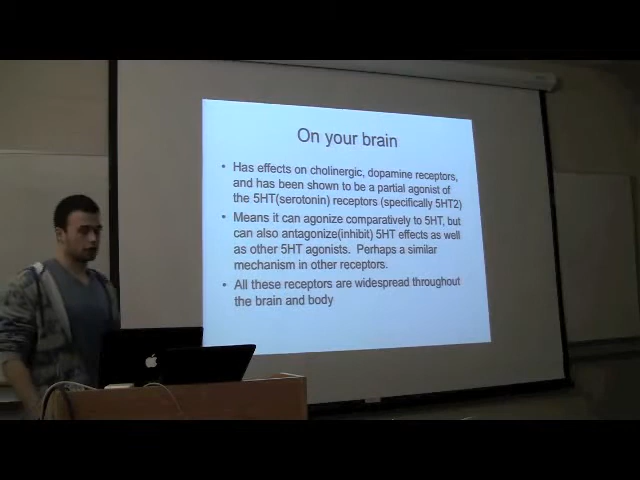 On your brain
• Has effects on cholinergic, dopamine receptors,
and has been shown to be a partial agonist of
the 5HT(serotonin) receptors (specifically 5HT2)
• Means it can agonize comparatively to 5HT, but
can also antagonize(inhibit) 5HT effects as well
as other 5HT agonists. Perhaps a similar
mechanism in other receptors.
• All these receptors are widespread throughout
the brain and body